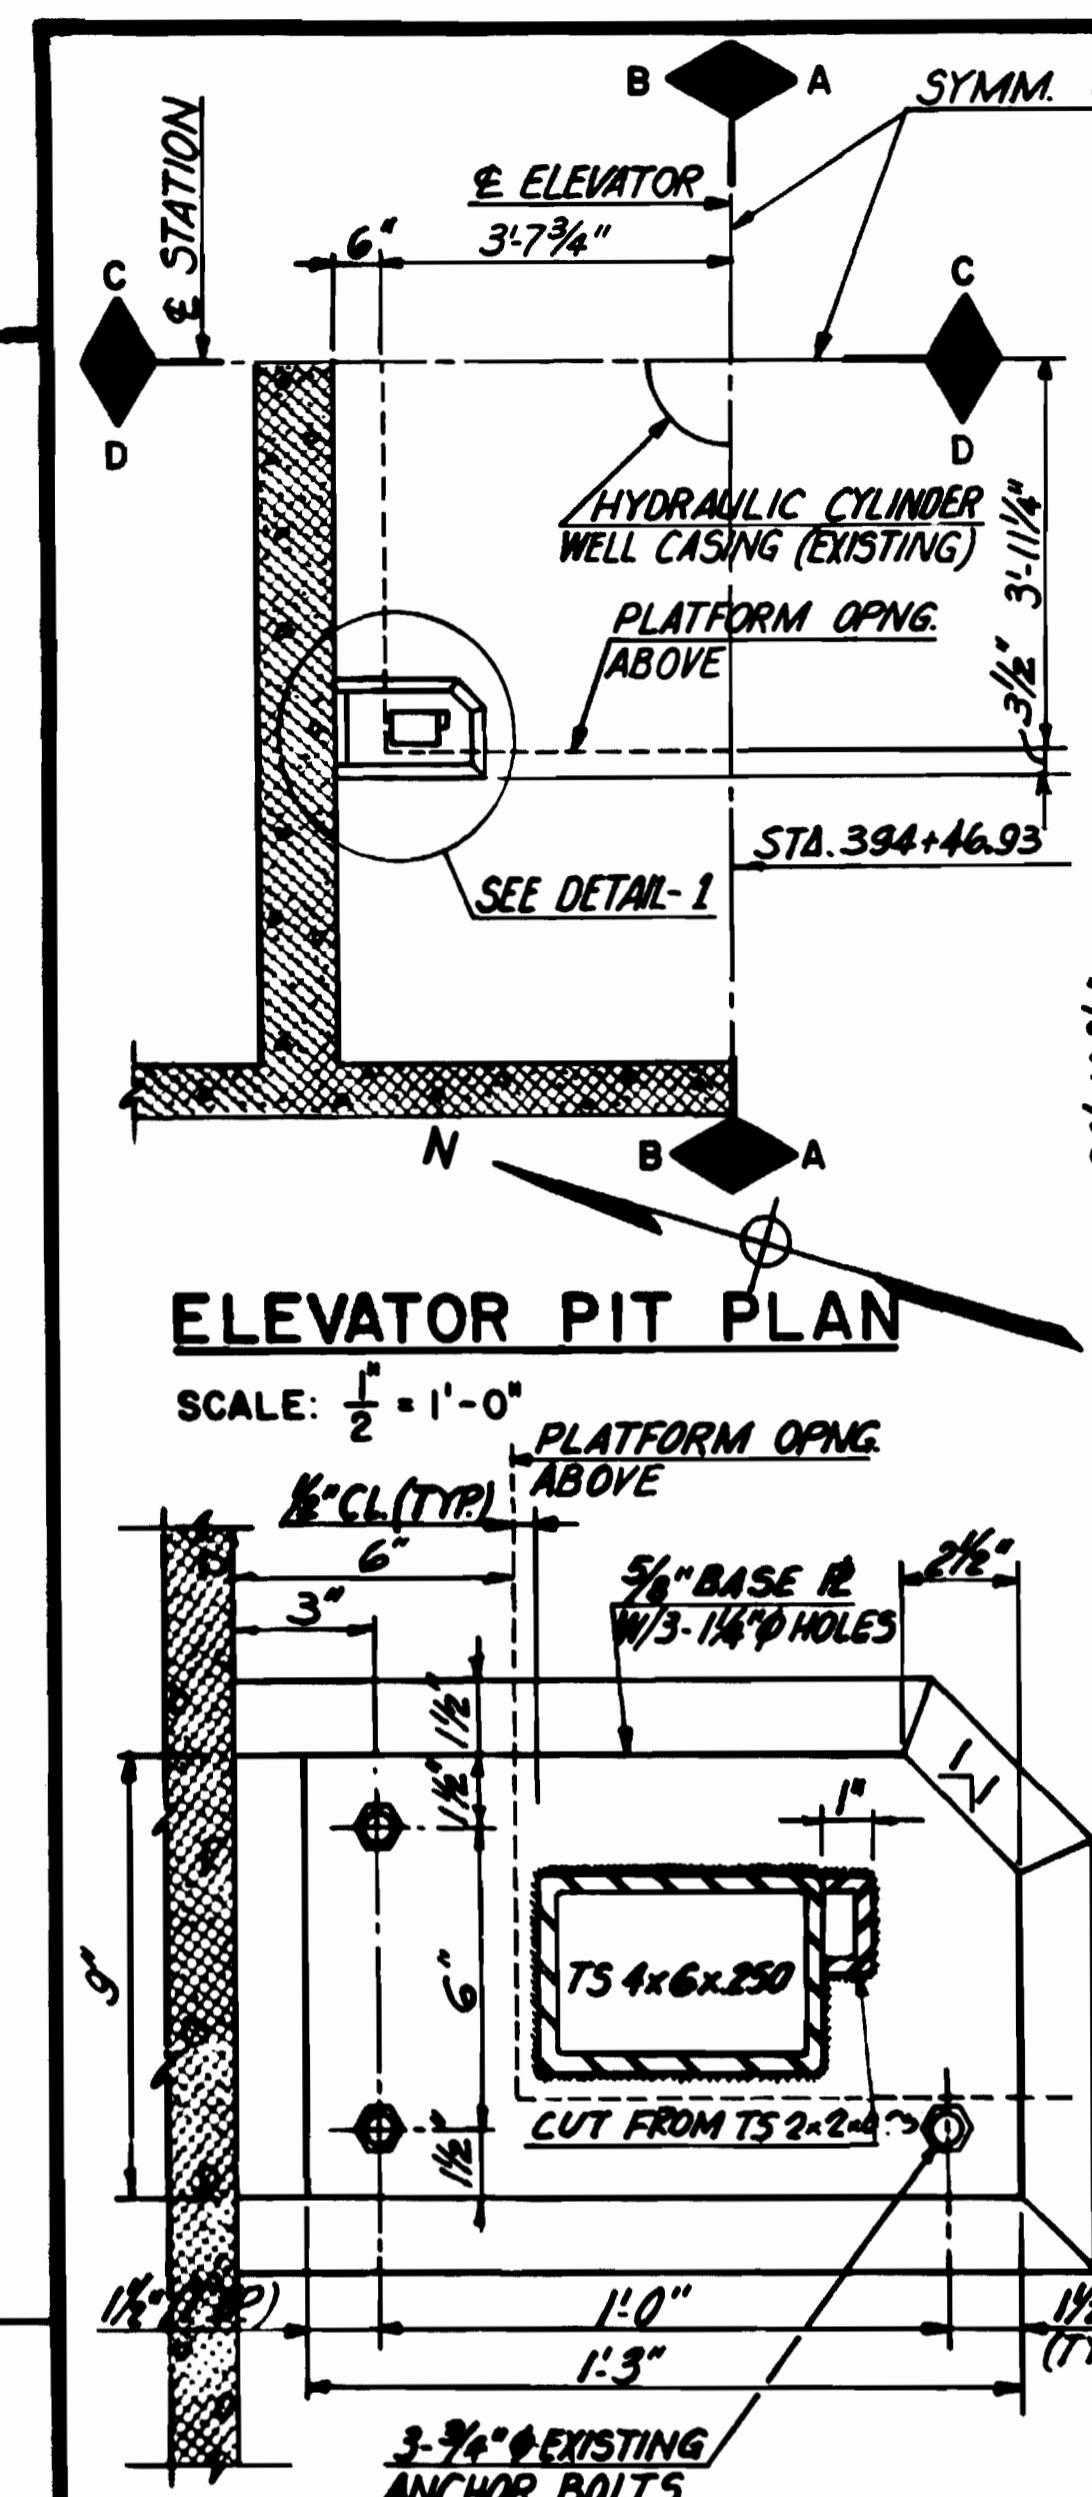 B A
SYMM.
℄ STATION
℄ ELEVATOR
6" 3'-7¾"
C C
D D
HYDRAULIC CYLINDER
WELL CASING (EXISTING)
3'-11¼"
PLATFORM OPNG.
ABOVE
3½"
STA. 394+46.93
SEE DETAIL-1
N B A
ELEVATOR PIT PLAN
SCALE: 1/2" = 1'-0"
PLATFORM OPNG.
ABOVE
½" CL. (TYP.)
6"
3"
5/8" BASE ℄
W/3-1¼"φ HOLES
2½"
1½"
1½"
1
1
1"
9"
6"
TS 4x6x.250
CUT FROM TS 2x2x
1½"
1½"
1'-0"
1'-3"
3-¾"φ EXISTING
ANCHOR BOLTS